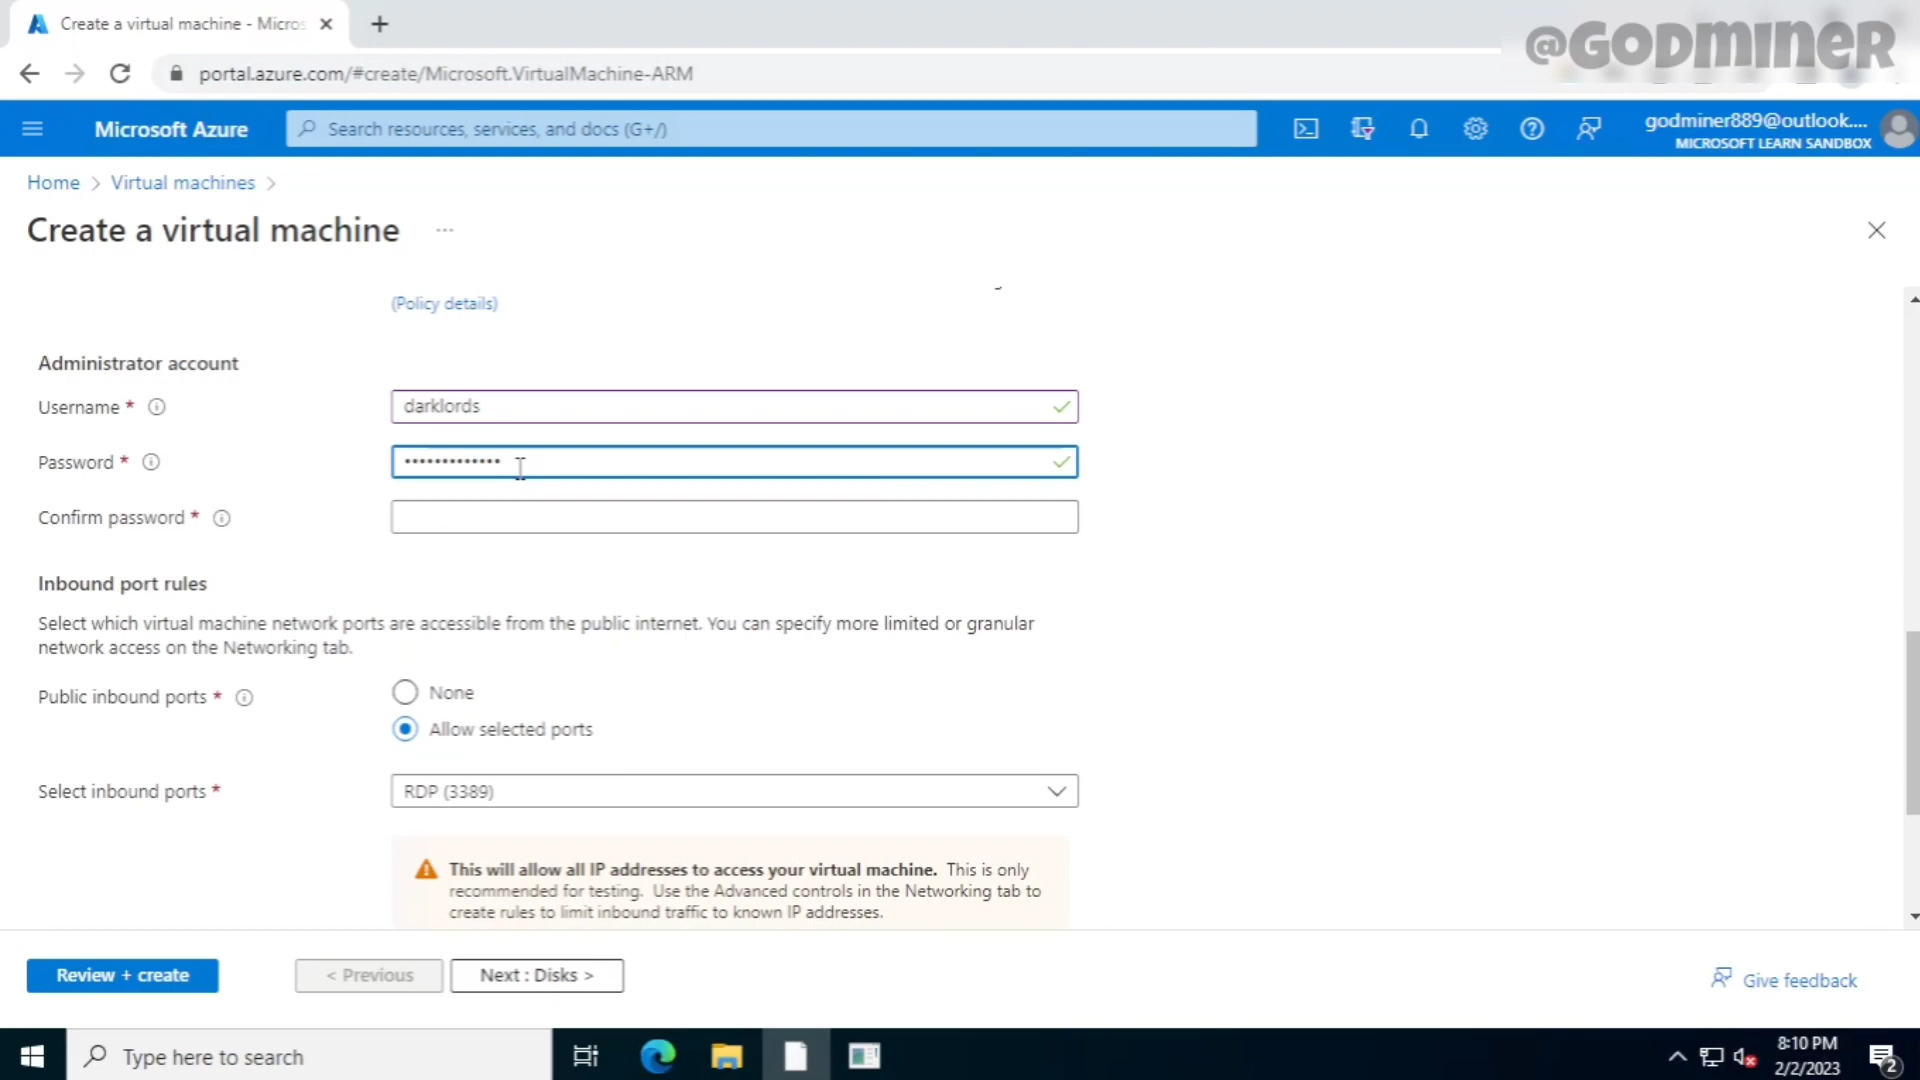 Create a virtual machine - Micros
@GODMINER
portal.azure.com/#create/Microsoft.VirtualMachine-ARM
Microsoft Azure
Search resources, services, and docs (G+/)
godminer889@outlook....
MICROSOFT LEARN SANDBOX
Home > Virtual machines >
Create a virtual machine ...
(Policy details)
Administrator account
Username *
darklords
Password *
•••••••••••••
Confirm password *
Inbound port rules
Select which virtual machine network ports are accessible from the public internet. You can specify more limited or granular
network access on the Networking tab.
Public inbound ports *
None
Allow selected ports
Select inbound ports *
RDP (3389)
This will allow all IP addresses to access your virtual machine. This is only
recommended for testing. Use the Advanced controls in the Networking tab to
create rules to limit inbound traffic to known IP addresses.
Review + create
< Previous
Next : Disks >
Give feedback
Type here to search
8:10 PM
2/2/2023
2